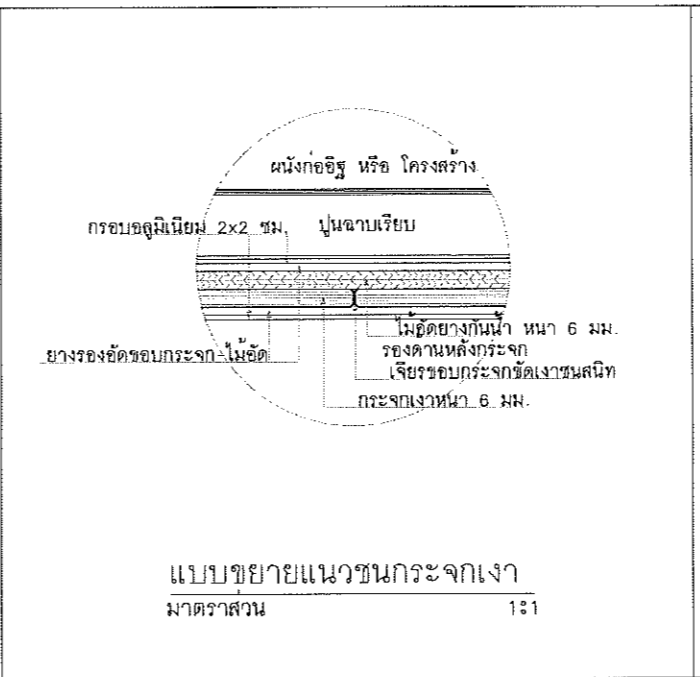 ผนังก่ออิฐ หรือ โครงสร้าง
กรอบอลูมิเนียม 2x2 ซม.
ปูนฉาบเรียบ
ไม้อัดยางกันน้ำ หนา 6 มม.
รองด้านหลังกระจก
ยางรองอัดขอบกระจก-ไม้อัด
เจียรขอบกระจกขัดเงาชนสนิท
กระจกเงาหนา 6 มม.
แบบขยายแนวชนกระจกเงา
มาตราส่วน 1:1